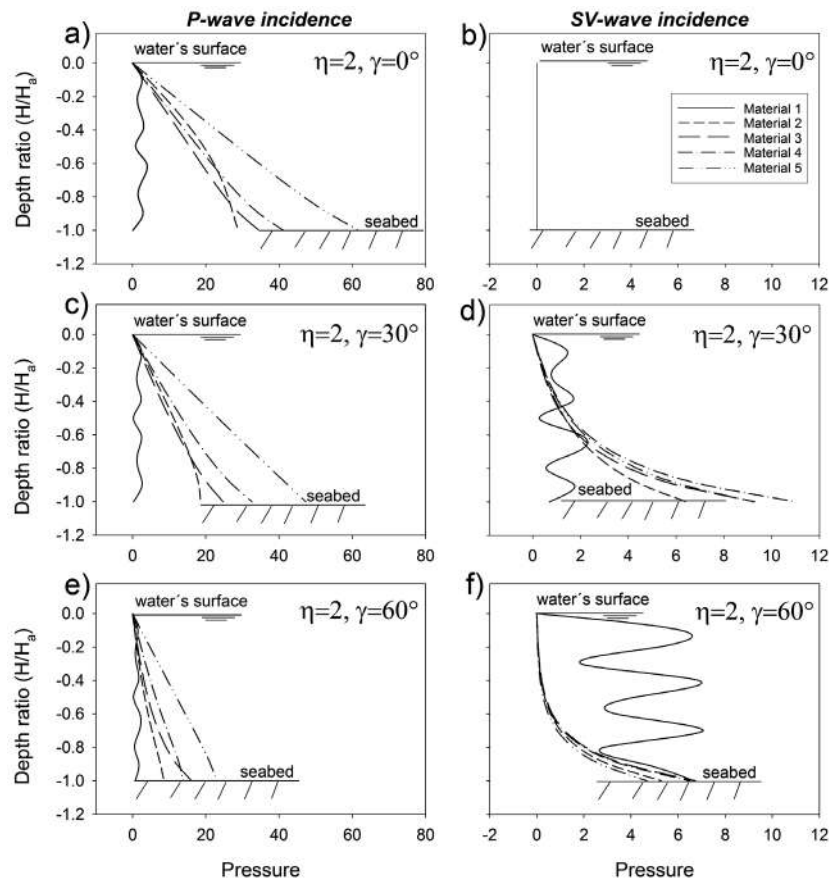 P-wave incidence
SV-wave incidence
a)
water´s surface
η=2, γ=0°
0.0
-0.2
-0.4
-0.6
-0.8
-1.0
-1.2
Depth ratio (H/Ha)
seabed
0 20 40 60 80
b)
water´s surface
η=2, γ=0°
Material 1
Material 2
Material 3
Material 4
Material 5
seabed
-2 0 2 4 6 8 10 12
c)
water´s surface
η=2, γ=30°
0.0
-0.2
-0.4
-0.6
-0.8
-1.0
-1.2
Depth ratio (H/Ha)
seabed
0 20 40 60 80
d)
water´s surface
η=2, γ=30°
seabed
0 2 4 6 8 10 12
e)
water´s surface
η=2, γ=60°
0.0
-0.2
-0.4
-0.6
-0.8
-1.0
-1.2
Depth ratio (H/Ha)
seabed
0 20 40 60 80
Pressure
f)
water´s surface
η=2, γ=60°
seabed
-2 0 2 4 6 8 10 12
Pressure